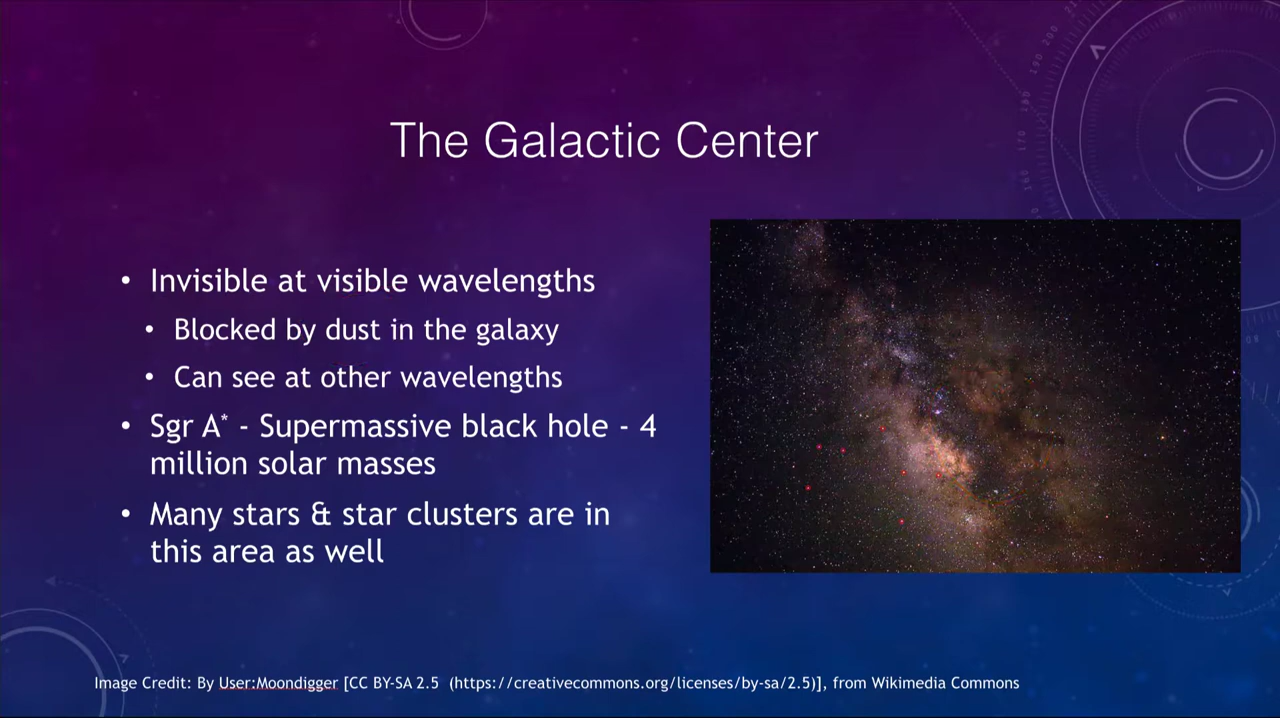 The Galactic Center
• Invisible at visible wavelengths
• Blocked by dust in the galaxy
• Can see at other wavelengths
• Sgr A* - Supermassive black hole - 4
million solar masses
• Many stars & star clusters are in
this area as well
Image Credit: By User:Moondigger [CC BY-SA 2.5 (https://creativecommons.org/licenses/by-sa/2.5)], from Wikimedia Commons